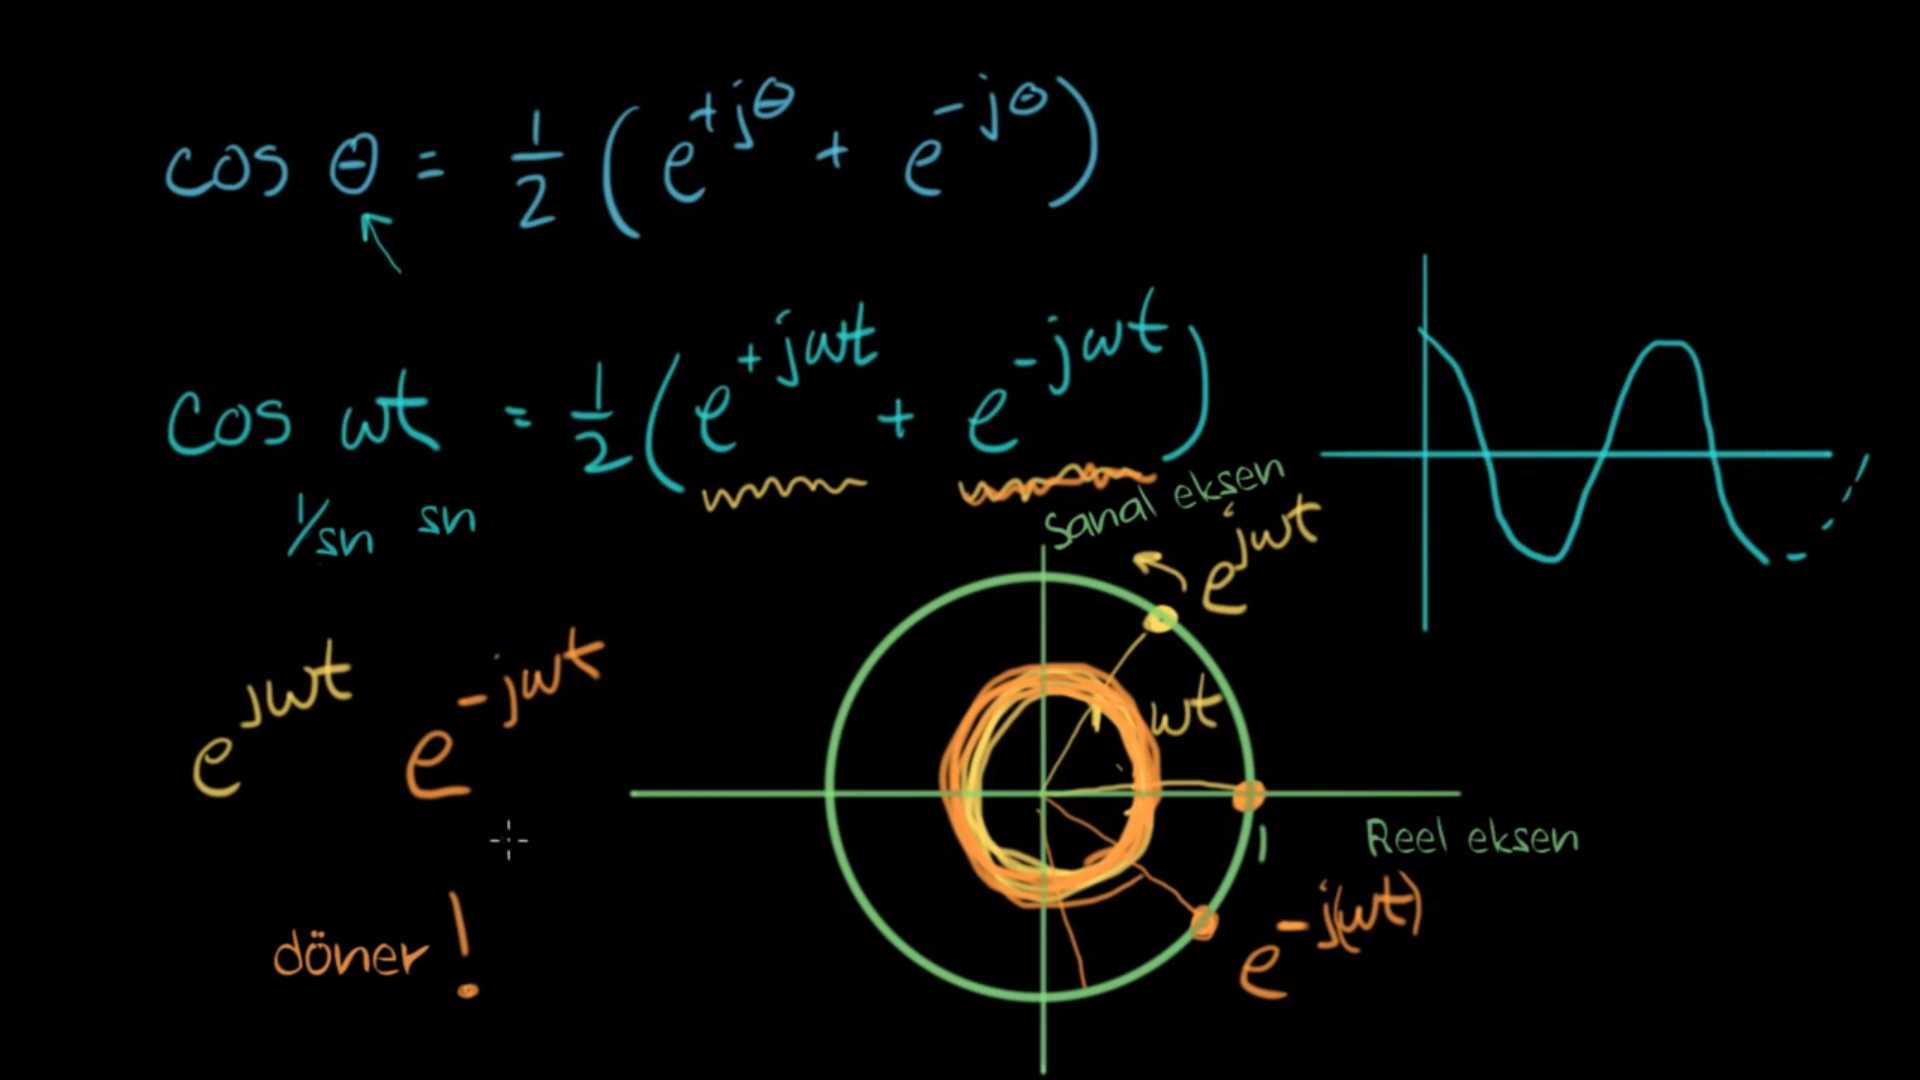 cos θ = 1/2 (e^{+jθ} + e^{-jθ})
cos wt = 1/2 (e^{+jwt} + e^{-jwt})
1/sn sn
Sanal eksen
e^{jwt}
e^{jwt} e^{-jwt}
wt
1
Reel eksen
e^{-j(wt)}
döner!